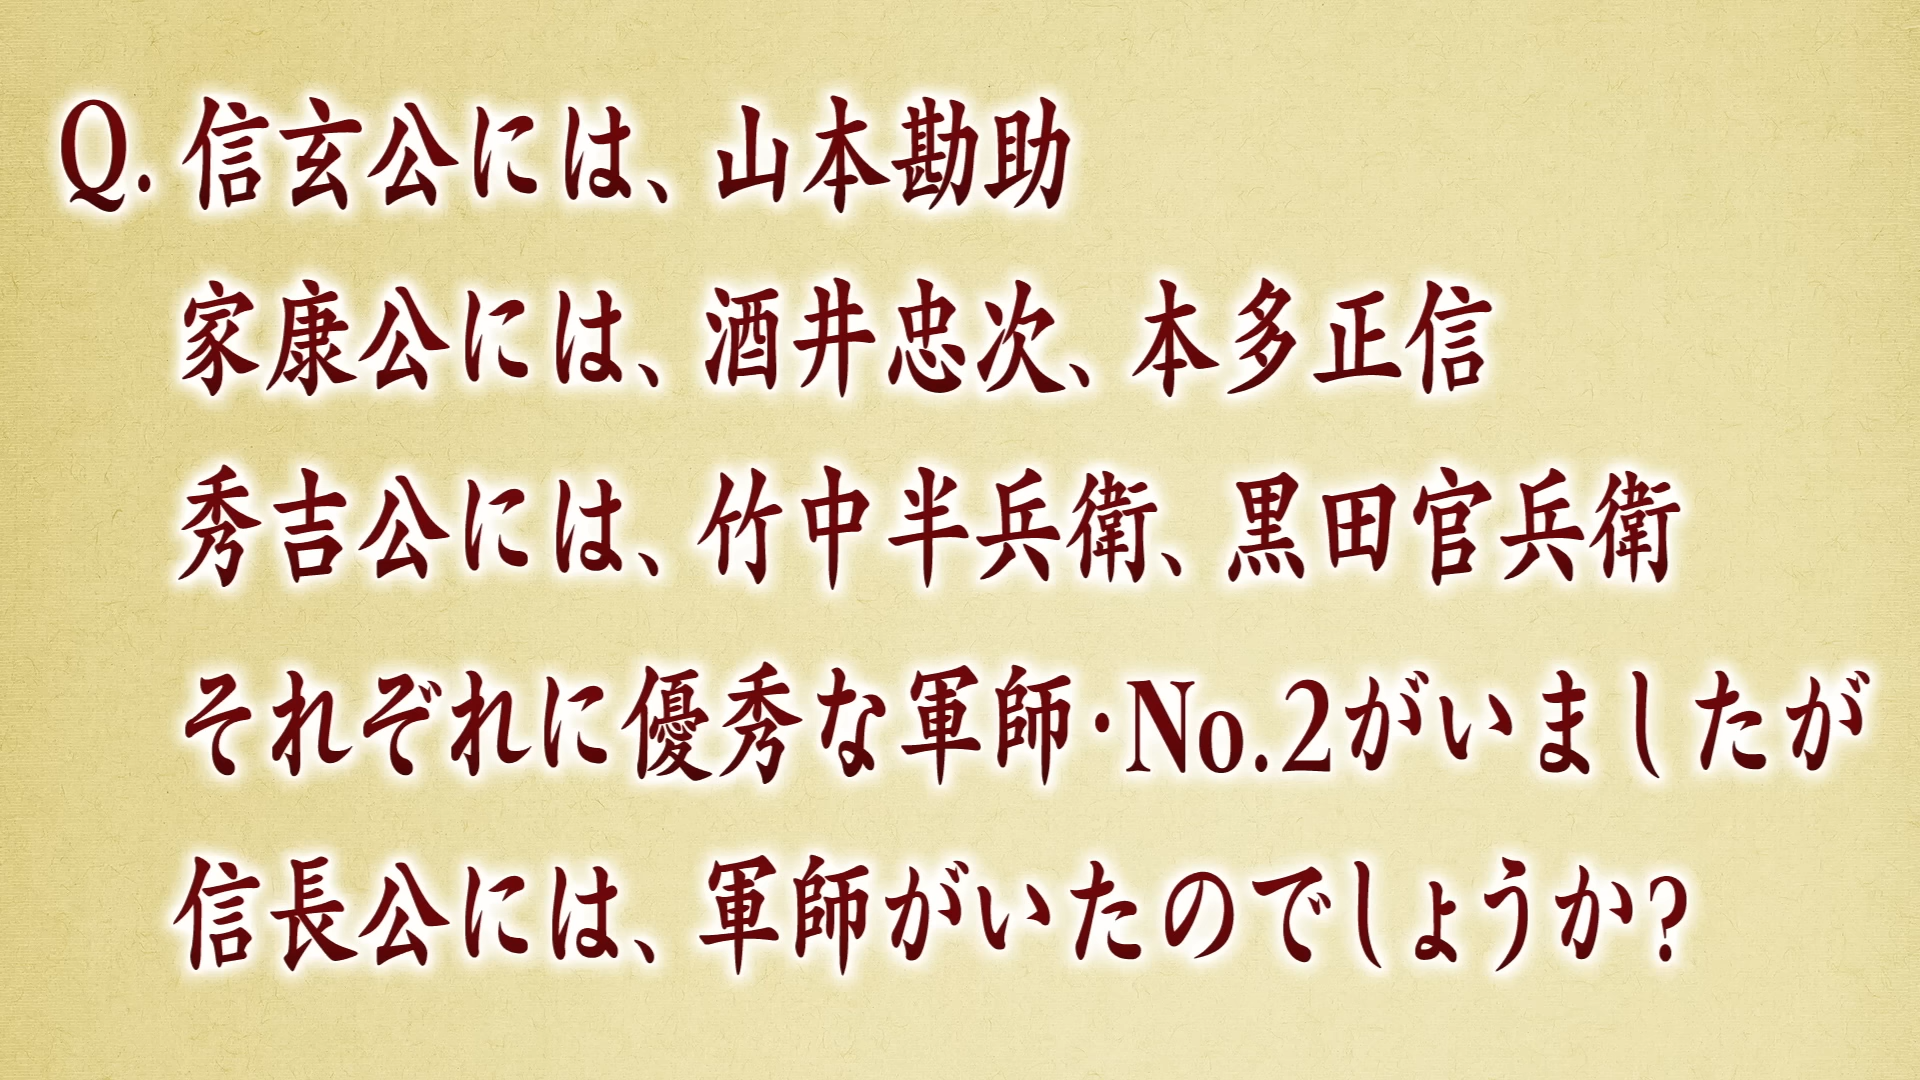 Q. 信玄公には、山本勘助
家康公には、酒井忠次、本多正信
秀吉公には、竹中半兵衛、黒田官兵衛
それぞれに優秀な軍師・No.2がいましたが
信長公には、軍師がいたのでしょうか?